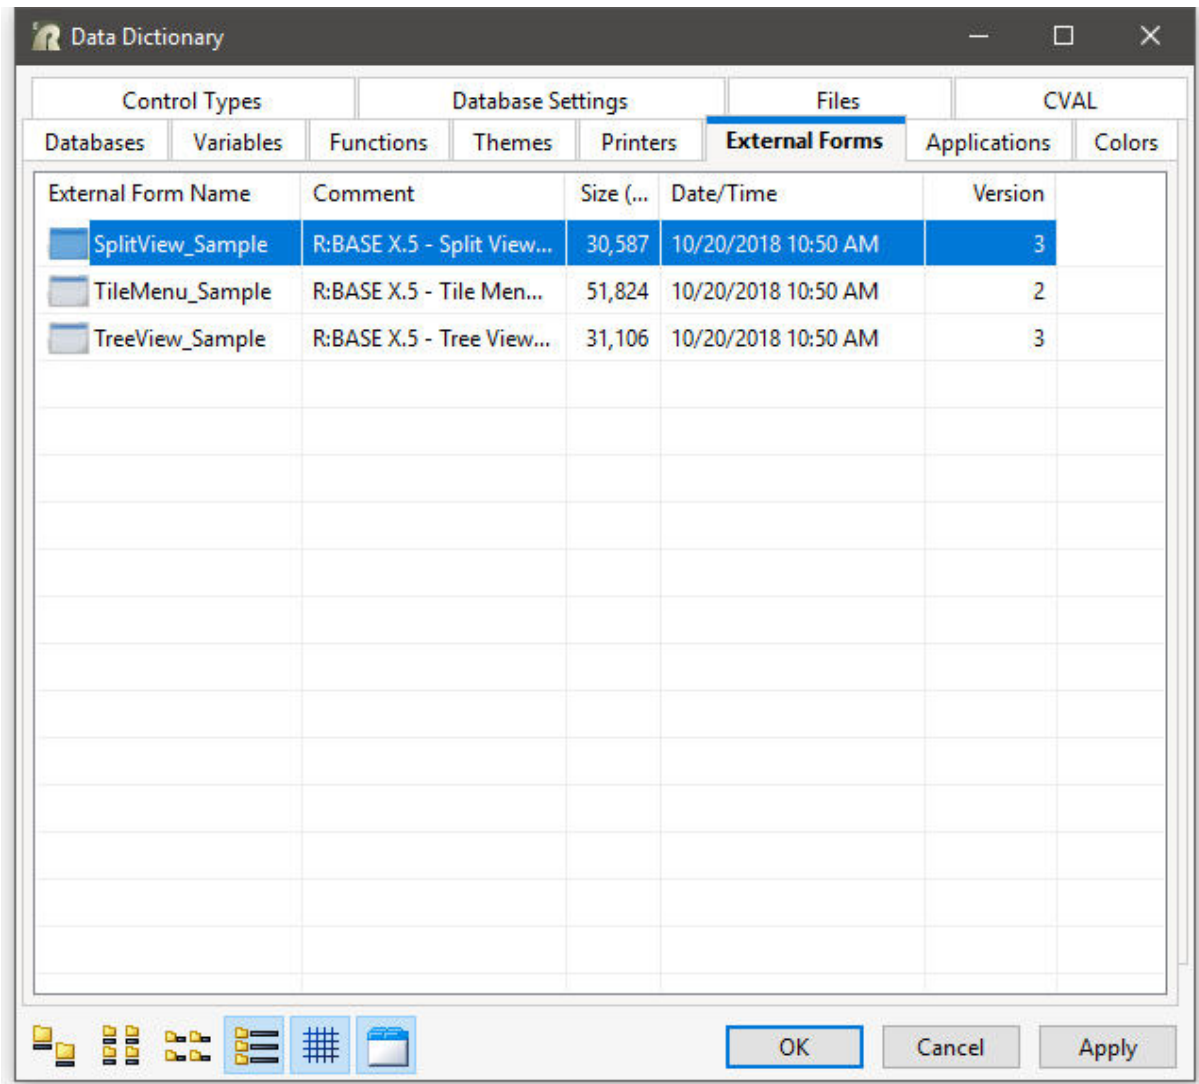 Data Dictionary
Control Types Database Settings Files CVAL
Databases Variables Functions Themes Printers External Forms Applications Colors
External Form Name Comment Size (... Date/Time Version
SplitView_Sample R:BASE X.5 - Split View... 30,587 10/20/2018 10:50 AM 3
TileMenu_Sample R:BASE X.5 - Tile Men... 51,824 10/20/2018 10:50 AM 2
TreeView_Sample R:BASE X.5 - Tree View... 31,106 10/20/2018 10:50 AM 3
OK Cancel Apply